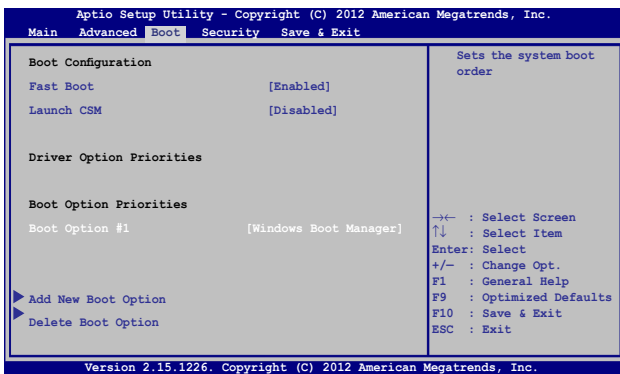 Aptio Setup Utility - Copyright (C) 2012 American Megatrends, Inc.
Main Advanced Boot Security Save & Exit
Boot Configuration
Fast Boot [Enabled]
Launch CSM [Disabled]
Driver Option Priorities
Boot Option Priorities
Boot Option #1 [Windows Boot Manager]
Add New Boot Option
Delete Boot Option
Sets the system boot
order
→← : Select Screen
↑↓ : Select Item
Enter: Select
+/— : Change Opt.
F1 : General Help
F9 : Optimized Defaults
F10 : Save & Exit
ESC : Exit
Version 2.15.1226. Copyright (C) 2012 American Megatrends, Inc.